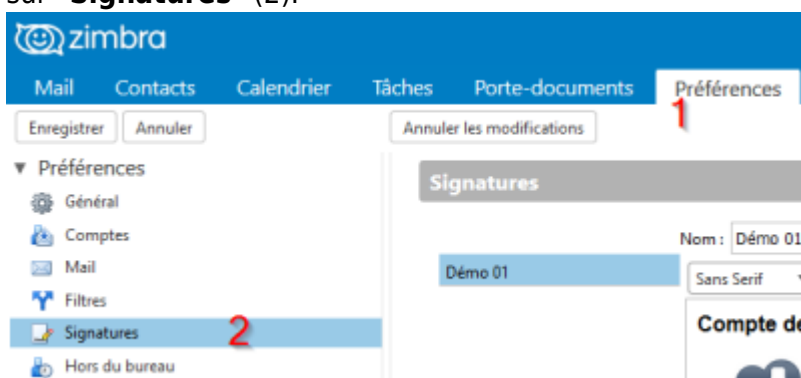 sur "Signatures" (2).
zimbra
Mail Contacts Calendrier Tâches Porte-documents Préférences
1
Enregistrer Annuler Annuler les modifications
Préférences
Signatures
Général
Comptes
Nom : Démo 01
Mail
Démo 01
Sans Serif
Filtres
Signatures 2
Compte de
Hors du bureau